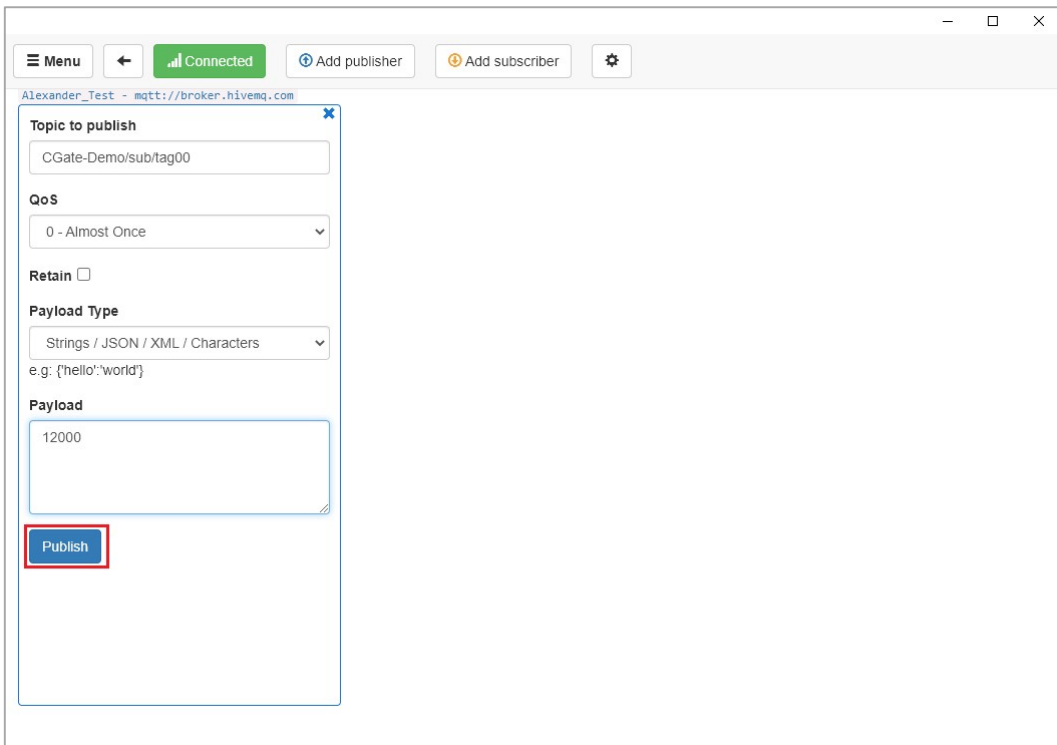 Menu
Connected
Add publisher
Add subscriber
Alexander_Test - mqtt://broker.hivemq.com
Topic to publish
CGate-Demo/sub/tag00
QoS
0 - Almost Once
Retain
Payload Type
Strings / JSON / XML / Characters
e.g: {'hello':'world'}
Payload
12000
Publish